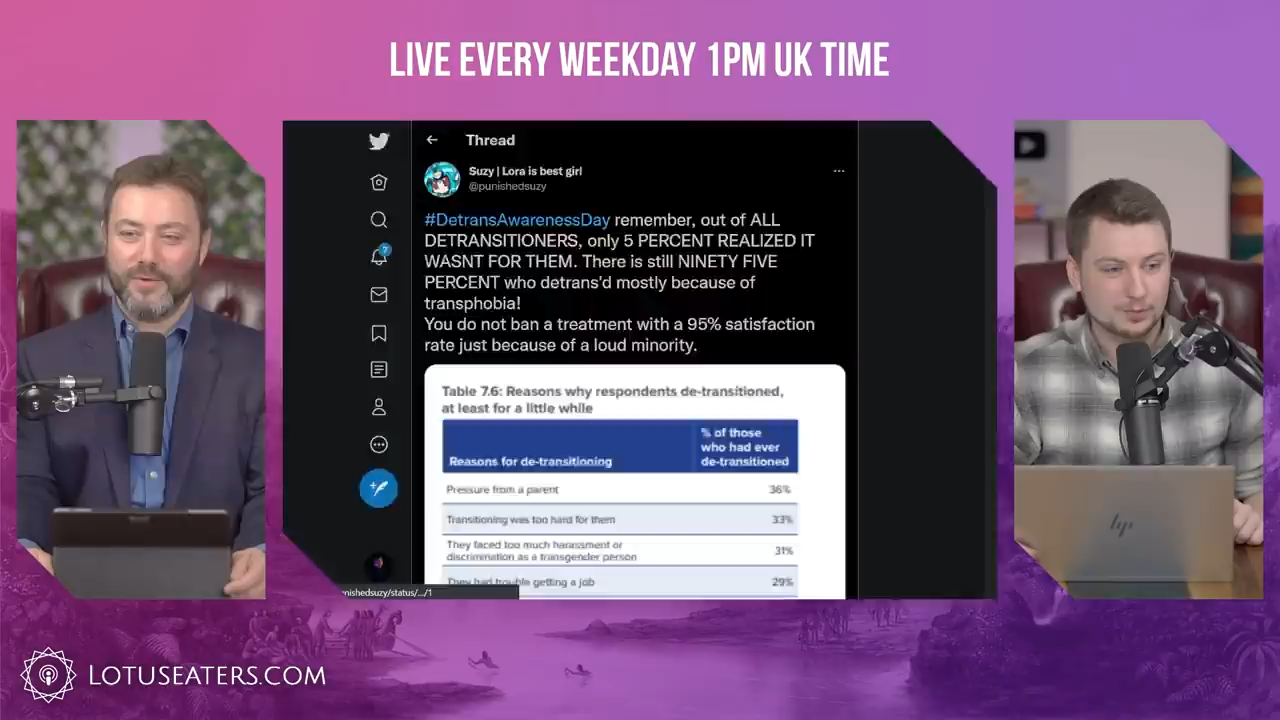 LIVE EVERY WEEKDAY 1PM UK TIME
Thread
Suzy | Lora is best girl
@punishedsuzy
#DetransAwarenessDay remember, out of ALL
DETRANSITIONERS, only 5 PERCENT REALIZED IT
WASNT FOR THEM. There is still NINETY FIVE
PERCENT who detrans'd mostly because of
transphobia!
You do not ban a treatment with a 95% satisfaction
rate just because of a loud minority.
Table 7.6: Reasons why respondents de-transitioned,
at least for a little while
Reasons for de-transitioning
% of those
who had ever
de-transitioned
Pressure from a parent 36%
Transitioning was too hard for them 33%
They faced too much harassment or
discrimination as a transgender person 31%
They had trouble getting a job 29%
nishedsuzy/status/.../1
7
hp
LOTUSEATERS.COM